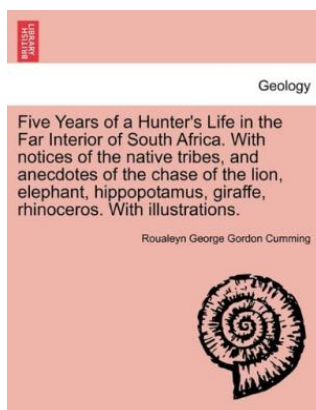 BRITISH
LIBRARY
Geology
Five Years of a Hunter's Life in the
Far Interior of South Africa. With
notices of the native tribes, and
anecdotes of the chase of the lion,
elephant, hippopotamus, giraffe,
rhinoceros. With illustrations.
Roualeyn George Gordon Cumming